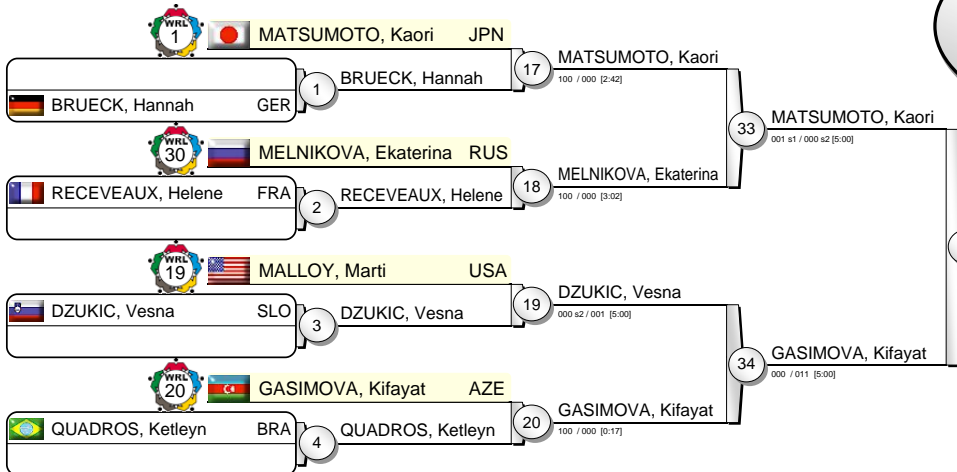 WRL
1
MATSUMOTO, Kaori JPN
BRUECK, Hannah GER
1
BRUECK, Hannah
17
MATSUMOTO, Kaori
100 / 000 [2:42]
WRL
30
MELNIKOVA, Ekaterina RUS
RECEVEAUX, Helene FRA
2
RECEVEAUX, Helene
18
MELNIKOVA, Ekaterina
100 / 000 [3:02]
33
MATSUMOTO, Kaori
001 s1 / 000 s2 [5:00]
WRL
19
MALLOY, Marti USA
DZUKIC, Vesna SLO
3
DZUKIC, Vesna
19
DZUKIC, Vesna
000 s2 / 001 [5:00]
WRL
20
GASIMOVA, Kifayat AZE
QUADROS, Ketleyn BRA
4
QUADROS, Ketleyn
20
GASIMOVA, Kifayat
100 / 000 [0:17]
34
GASIMOVA, Kifayat
000 / 011 [5:00]